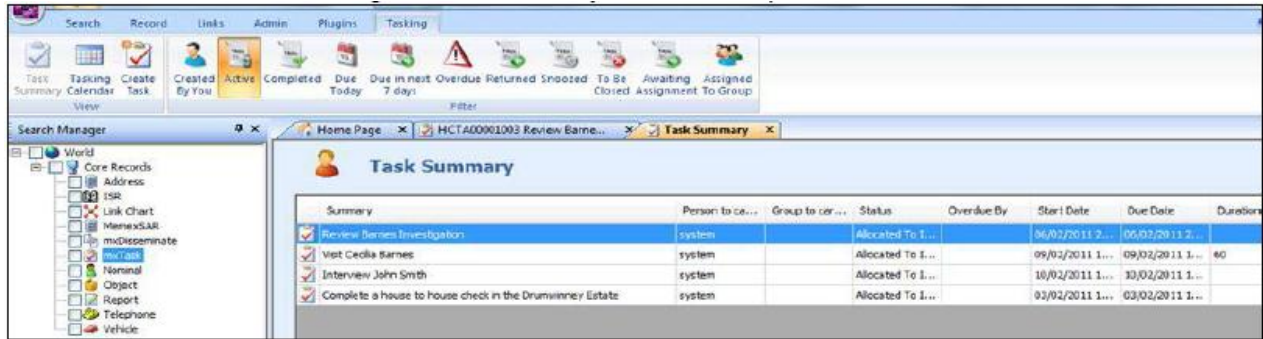 Search Record Links Admin Plugins Tasking
Task Summary
Tasking Calendar
Create Task
Created By You
Active
Completed
Due Today
Due in next 7 days
Overdue
Returned
Snoozed
To Be Closed
Awaiting Assignment
Assigned To Group
View Filter
Search Manager
Home Page
HCTA00001003 Review Barne...
Task Summary
World
Core Records
Address
ISR
Link Chart
MemexSAR
mxDisseminate
mxTask
Nominal
Object
Report
Telephone
Vehicle
Task Summary
Summary Person to ca... Group to car... Status Overdue By Start Date Due Date Duration
Review Barnes Investigation system Allocated To I... 06/02/2011 2... 06/02/2011 2...
Visit Cecilia Barnes system Allocated To I... 09/02/2011 1... 09/02/2011 1... 60
Interview John Smith system Allocated To I... 10/02/2011 1... 10/02/2011 1...
Complete a house to house check in the Drumwinney Estate system Allocated To I... 03/02/2011 1... 03/02/2011 1...